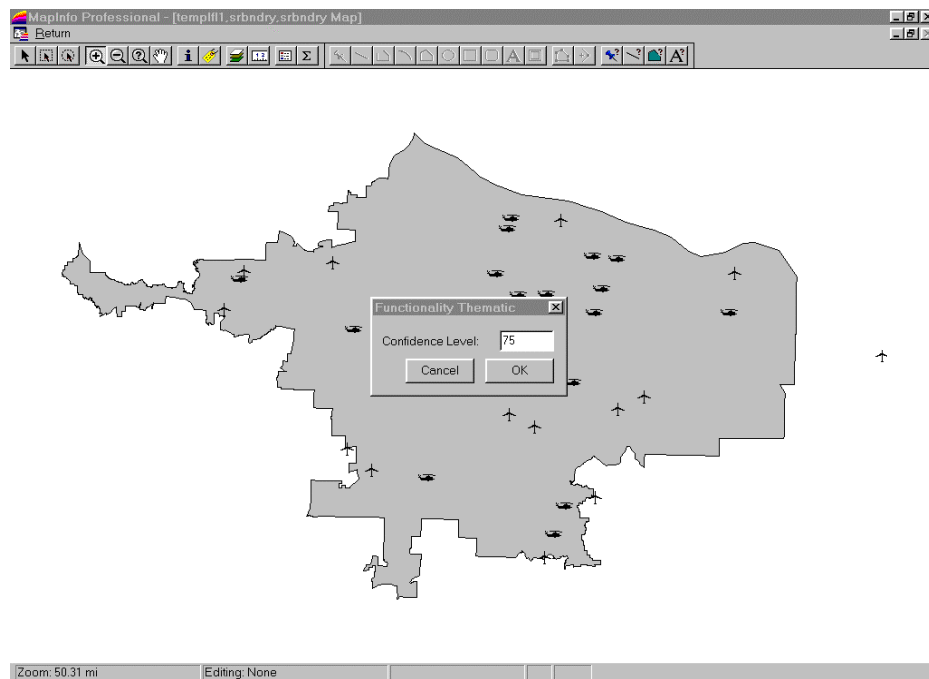 MapInfo Professional - [templfl1,srbndry,srbndry Map]
Return
Functionality Thematic
Confidence Level: 75
Cancel OK
Zoom: 50.31 mi Editing: None